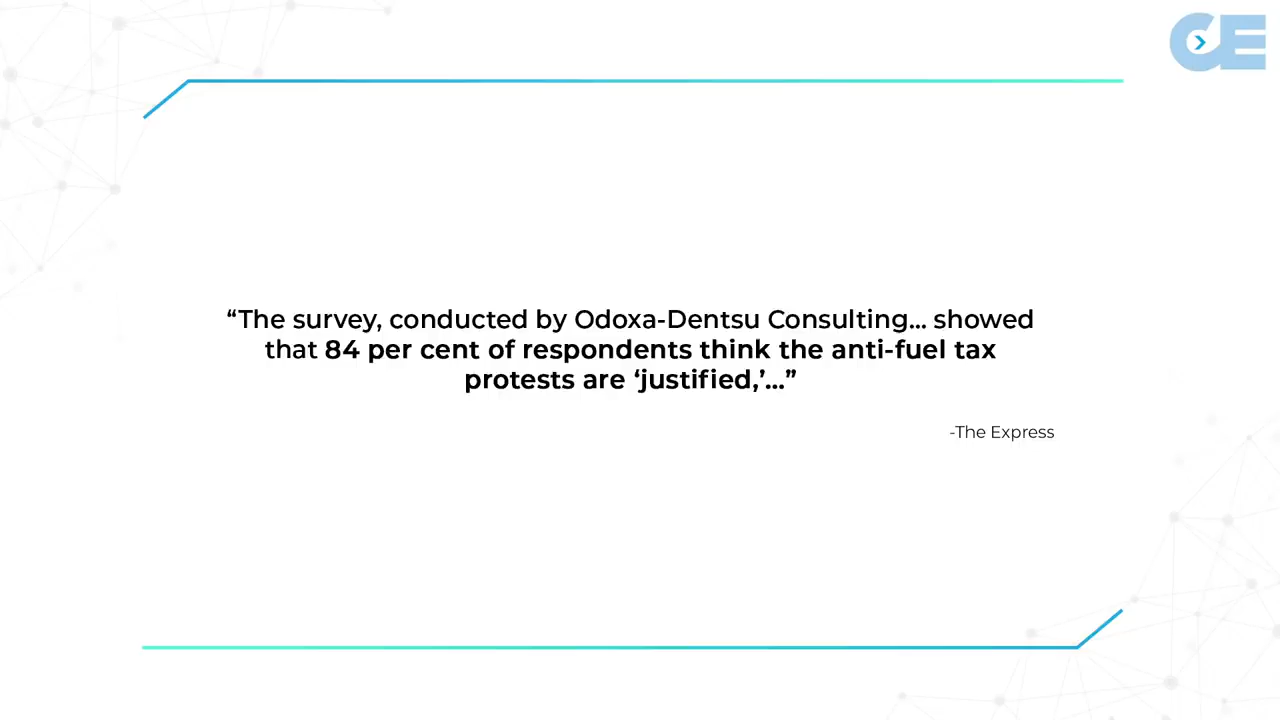 CE
“The survey, conducted by Odoxa-Dentsu Consulting... showed
that 84 per cent of respondents think the anti-fuel tax
protests are ‘justified,’...”
-The Express